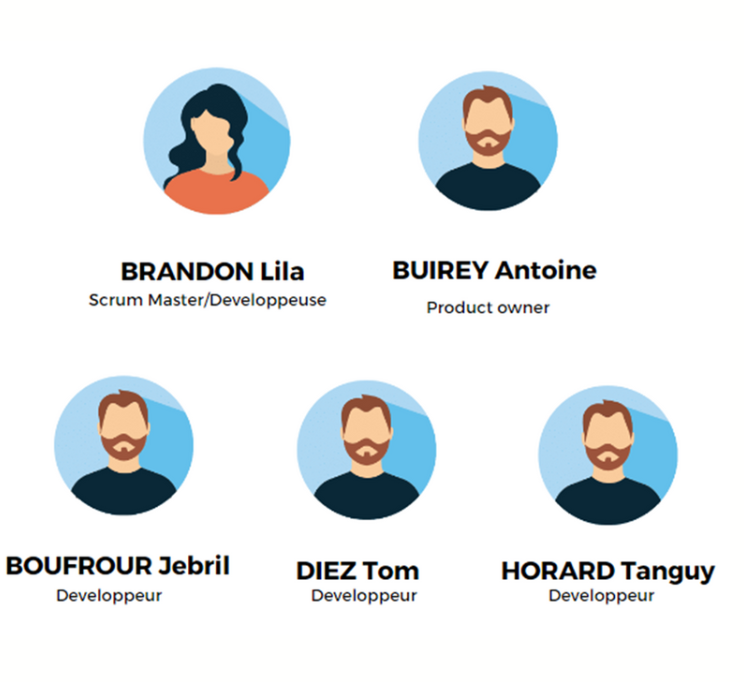 BRANDON Lila
Scrum Master/Developpeuse
BUIREY Antoine
Product owner
BOUFROUR Jebril
Developpeur
DIEZ Tom
Developpeur
HORARD Tanguy
Developpeur